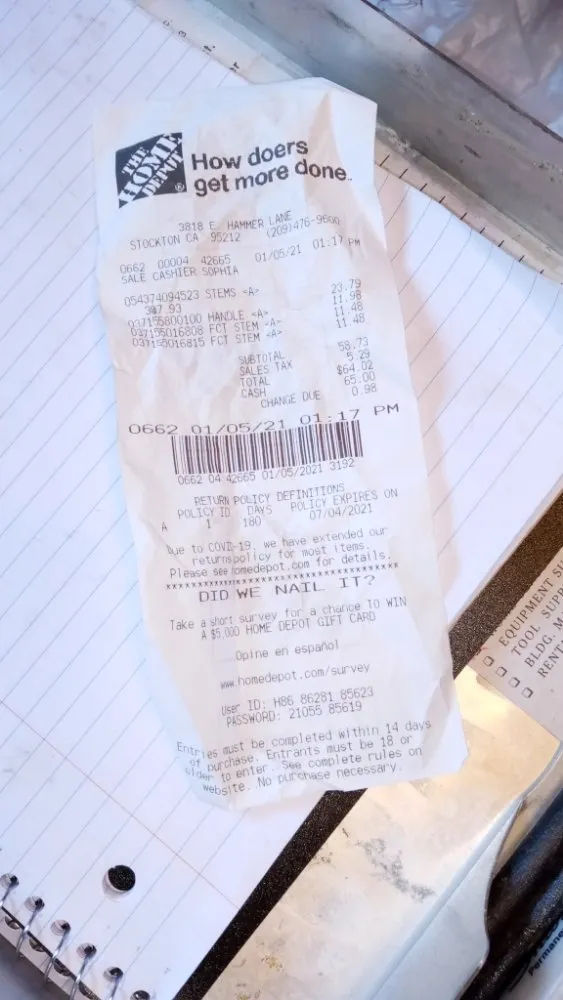 THE
HOME
DEPOT®
How doers
get more done™
3818 E. HAMMER LANE
STOCKTON CA 95212 (209)476-9600
0662 00004 42665 01/05/21 01:17 PM
SALE CASHIER SOPHIA
054374094523 STEMS <A> 23.79
3@7.93
037155800100 HANDLE <A> 11.98
037155016808 FCT STEM <A> 11.48
037155016815 FCT STEM <A> 11.48
SUBTOTAL 58.73
SALES TAX 5.29
TOTAL $64.02
CASH 65.00
CHANGE DUE 0.98
0662 01/05/21 01:17 PM
0662 04 42665 01/05/2021 3192
RETURN POLICY DEFINITIONS
POLICY ID DAYS POLICY EXPIRES ON
A 1 180 07/04/2021
Due to COVID-19, we have extended our
returns policy for most items.
Please see homedepot.com for details.
DID WE NAIL IT?
Take a short survey for a chance TO WIN
A $5,000 HOME DEPOT GIFT CARD
Opine en español
www.homedepot.com/survey
User ID: H86 86281 85623
PASSWORD: 21055 85619
Entries must be completed within 14 days
of purchase. Entrants must be 18 or
older to enter. See complete rules on
website. No purchase necessary.
EQUIPMENT
TOOL
BLDG.
RENT
Permanent